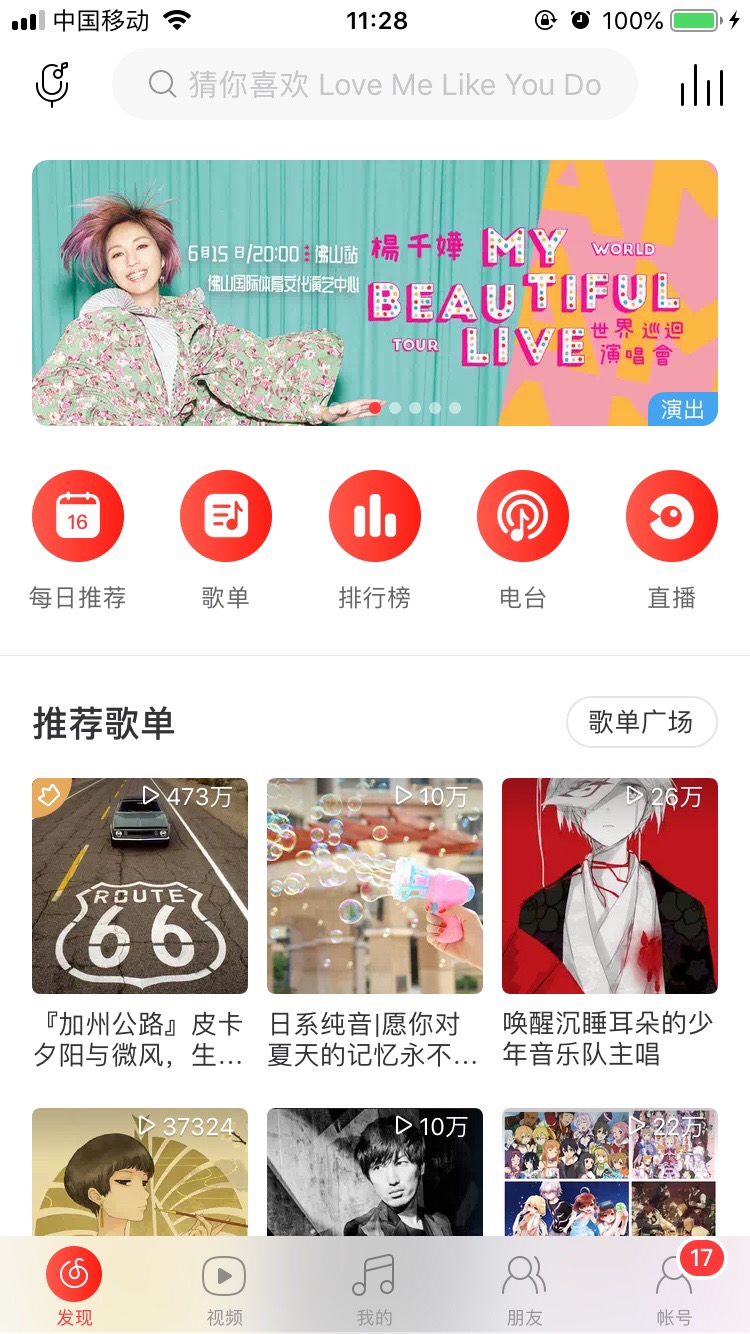 中国移动
11:28
100%
猜你喜欢 Love Me Like You Do
6月15日/20:00 佛山站
佛山国际体育文化演艺中心
楊千嬅 MY
WORLD
BEAUTIFUL
TOUR
LIVE
世界巡迴
演唱會
演出
16
每日推荐
歌单
排行榜
电台
直播
推荐歌单
歌单广场
473万
10万
26万
ROUTE
66
『加州公路』皮卡
夕阳与微风，生...
日系纯音|愿你对
夏天的记忆永不...
唤醒沉睡耳朵的少
年音乐队主唱
37324
10万
22万
17
发现
视频
我的
朋友
帐号